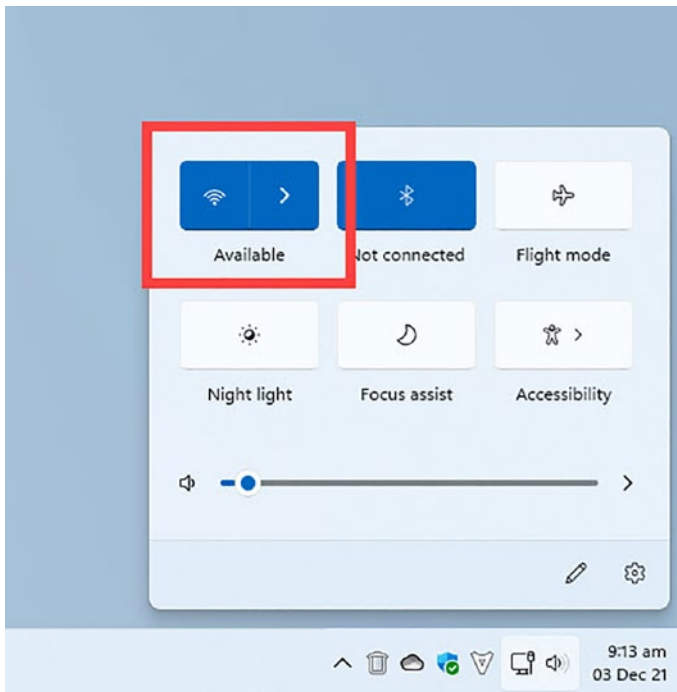 Available
Not connected
Flight mode
Night light
Focus assist
Accessibility
9:13 am
03 Dec 21